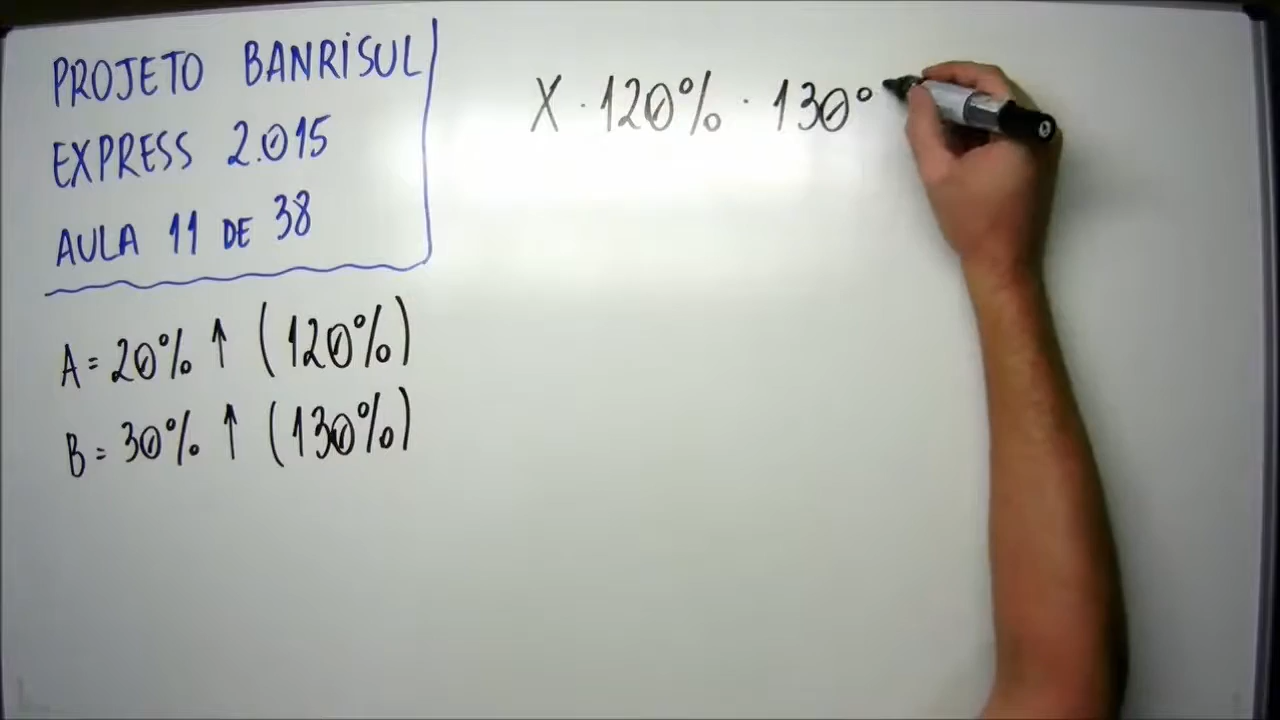 PROJETO BANRISUL
EXPRESS 2.015
AULA 11 DE 38
X · 120% · 130°
A = 20% ↑ (120%)
B = 30% ↑ (130%)